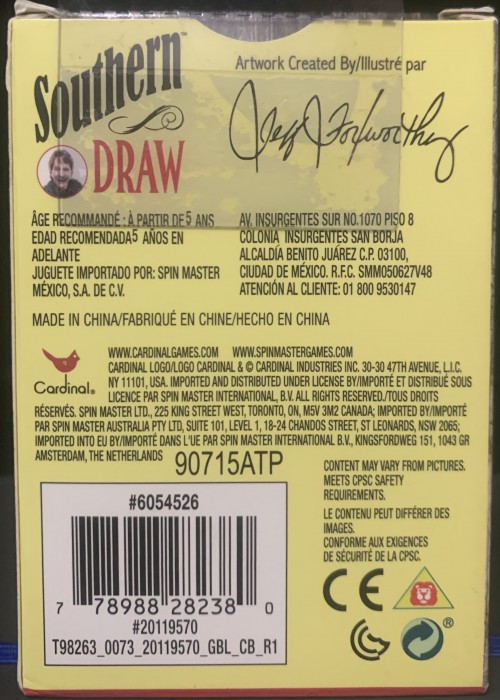 Southern
DRAW
Artwork Created By/Illustré par
Jeff Foxworthy
ÂGE RECOMMANDÉ : À PARTIR DE 5 ANS
EDAD RECOMENDADA5 AÑOS EN
ADELANTE
JUGUETE IMPORTADO POR: SPIN MASTER
MÉXICO, S.A. DE C.V.
AV. INSURGENTES SUR NO.1070 PISO 8
COLONIA INSURGENTES SAN BORJA
ALCALDÍA BENITO JUÁREZ C.P. 03100,
CIUDAD DE MÉXICO. R.F.C. SMM050627V48
ATENCIÓN AL CLIENTE: 01 800 9530147
MADE IN CHINA/FABRIQUÉ EN CHINE/HECHO EN CHINA
Cardinal®
WWW.CARDINALGAMES.COM WWW.SPINMASTERGAMES.COM
CARDINAL LOGO/LOGO CARDINAL & © CARDINAL INDUSTRIES INC. 30-30 47TH AVENUE, L.I.C.
NY 11101, USA. IMPORTED AND DISTRIBUTED UNDER LICENSE BY/IMPORTÉ ET DISTRIBUÉ SOUS
LICENCE PAR SPIN MASTER INTERNATIONAL, B.V. ALL RIGHTS RESERVED./TOUS DROITS
RÉSERVÉS. SPIN MASTER LTD., 225 KING STREET WEST, TORONTO, ON, M5V 3M2 CANADA; IMPORTED BY/IMPORTÉ
PAR SPIN MASTER AUSTRALIA PTY LTD, SUITE 101, LEVEL 1, 18-24 CHANDOS STREET, ST LEONARDS, NSW 2065;
IMPORTED INTO EU BY/IMPORTÉ DANS L'UE PAR SPIN MASTER INTERNATIONAL B.V., KINGSFORDWEG 151, 1043 GR
AMSTERDAM, THE NETHERLANDS
90715ATP
CONTENT MAY VARY FROM PICTURES.
MEETS CPSC SAFETY
REQUIREMENTS.
LE CONTENU PEUT DIFFÉRER DES
IMAGES.
CONFORME AUX EXIGENCES
DE SÉCURITÉ DE LA CPSC.
#6054526
7 78988 28238 0
#20119570
T98263_0073_20119570_GBL_CB_R1
CE
®